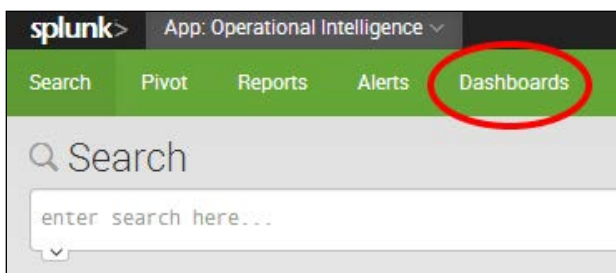 splunk> App: Operational Intelligence
Search Pivot Reports Alerts Dashboards
Search
enter search here...